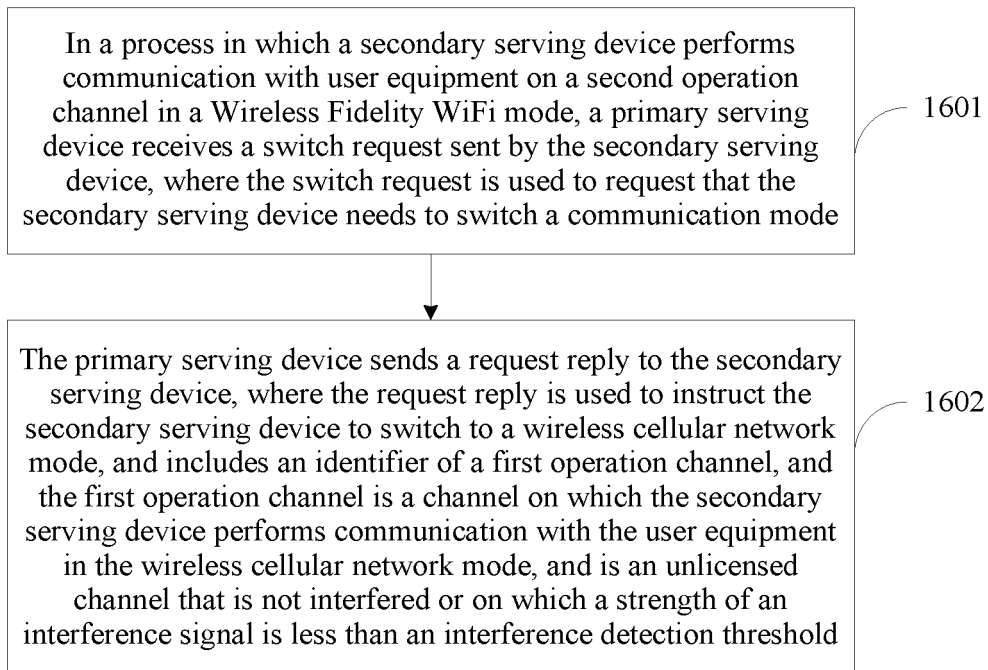 In a process in which a secondary serving device performs
communication with user equipment on a second operation
channel in a Wireless Fidelity WiFi mode, a primary serving
device receives a switch request sent by the secondary serving
device, where the switch request is used to request that the
secondary serving device needs to switch a communication mode
1601
The primary serving device sends a request reply to the secondary
serving device, where the request reply is used to instruct the
secondary serving device to switch to a wireless cellular network
mode, and includes an identifier of a first operation channel, and
the first operation channel is a channel on which the secondary
serving device performs communication with the user equipment
in the wireless cellular network mode, and is an unlicensed
channel that is not interfered or on which a strength of an
interference signal is less than an interference detection threshold
1602